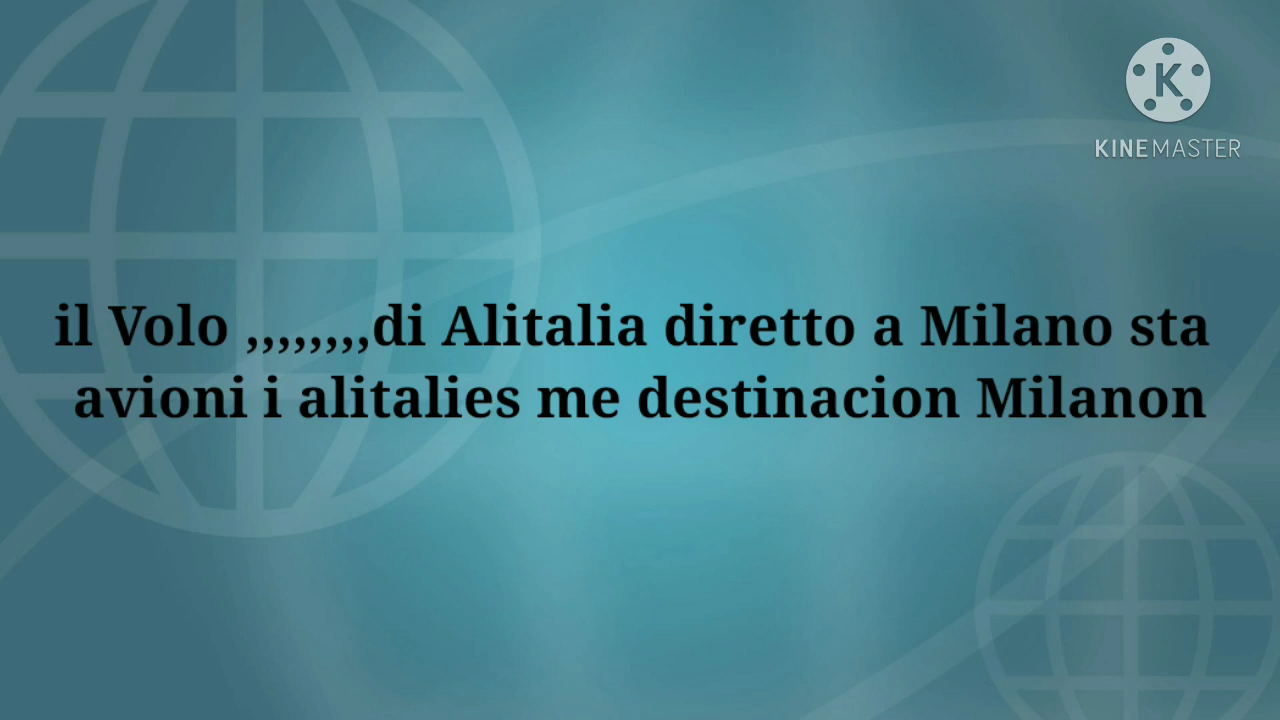 KINEMASTER
il Volo ,,,,,,,,di Alitalia diretto a Milano sta
avioni i alitalies me destinacion Milanon